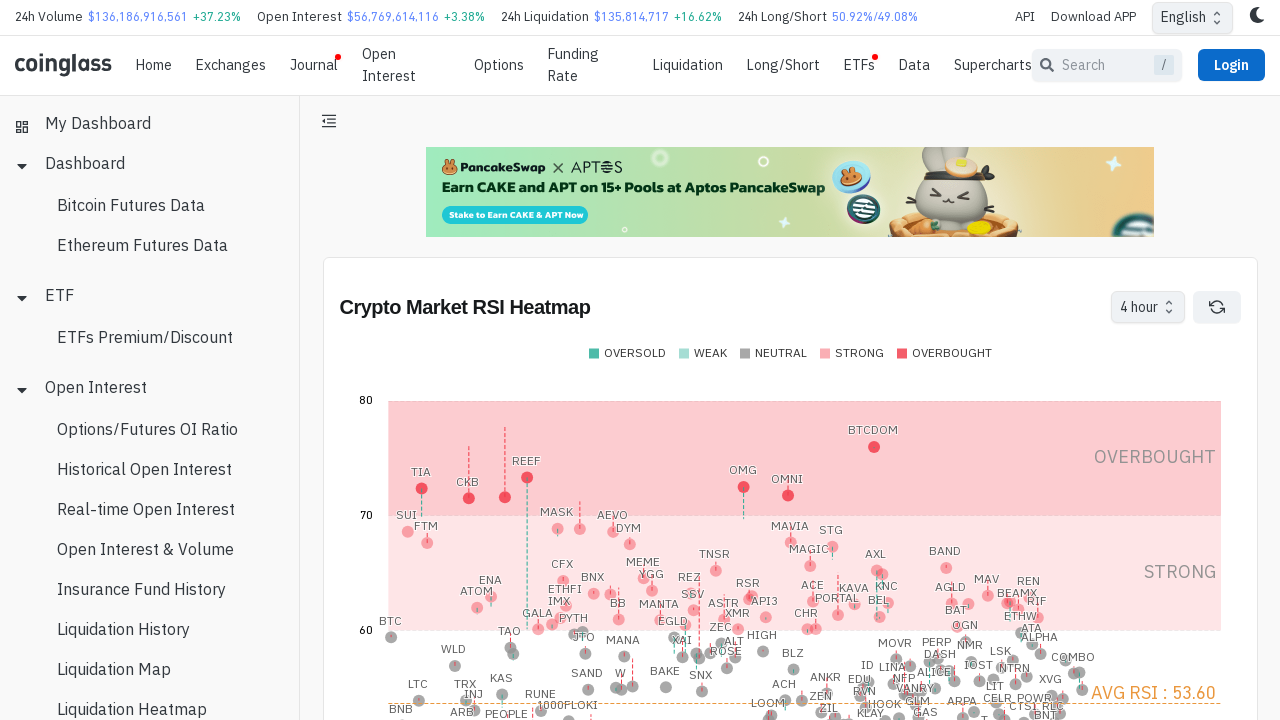 24h Volume $136,186,916,561 +37.23% Open Interest $56,769,614,116 +3.38% 24h Liquidation $135,814,717 +16.62% 24h Long/Short 50.92%/49.08% API Download APP English
coinglass Home Exchanges Journal Open Interest Options Funding Rate Liquidation Long/Short ETFs Data Supercharts Search / Login
My Dashboard
Dashboard
Bitcoin Futures Data
Ethereum Futures Data
ETF
ETFs Premium/Discount
Open Interest
Options/Futures OI Ratio
Historical Open Interest
Real-time Open Interest
Open Interest & Volume
Insurance Fund History
Liquidation History
Liquidation Map
Liquidation Heatmap
PancakeSwap × APTOS
Earn CAKE and APT on 15+ Pools at Aptos PancakeSwap
Stake to Earn CAKE & APT Now
Crypto Market RSI Heatmap
4 hour
OVERSOLD WEAK NEUTRAL STRONG OVERBOUGHT
80
BTCDOM
OVERBOUGHT
REEF
TIA
OMG
CKB
OMNI
70
SUI
MASK
AEVO
FTM
DYM
MAVIA
STG
MAGIC
TNSR
AXL
BAND
STRONG
CFX
MEME
YGG
BNX
REZ
ENA
ATOM
ETHFI
IMX
RSR
ACE
KAVA
KNC
AGLD
MAV
REN
BEAMX
RIF
SSV
BB
MANTA
ASTR
API3
PORTAL
BEL
GALA
PYTH
EGLD
XMR
CHR
BAT
ETHW
60
BTC
TAO
JTO
ZEC
HIGH
OGN
ATA
ALPHA
WLD
MANA
XAI
ALT
ROSE
BLZ
MOVR
PERP
DASH
NMR
LSK
COMBO
LTC
TRX
KAS
SAND
W
BAKE
SNX
ACH
ANKR
ID
LINA
ALICE
IOST
NTRN
XVG
INJ
RUNE
EDU
NFP
VANRY
LIT
AVG RSI : 53.60
BNB
ARB
PEOPLE
1000FLOKI
LOOM
ZEN
ZIL
RVN
HOOK
KLAY
GLM
GAS
ARPA
CELR
POWR
CTSI
RLC
BNT
T